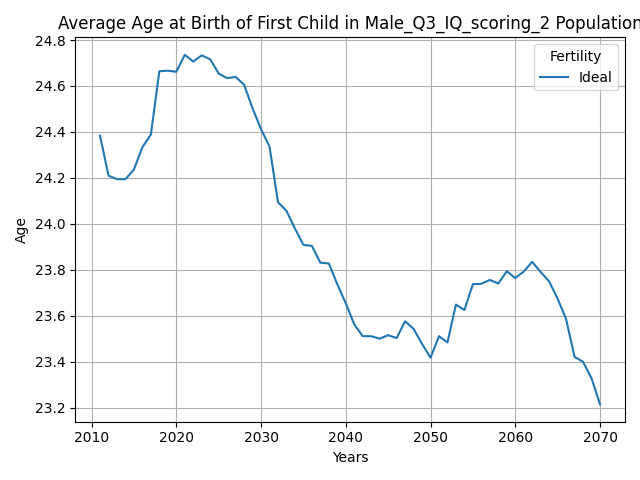 Average Age at Birth of First Child in Male_Q3_IQ_scoring_2 Population
Fertility
Ideal
Age
24.8
24.6
24.4
24.2
24.0
23.8
23.6
23.4
23.2
2010 2020 2030 2040 2050 2060 2070
Years